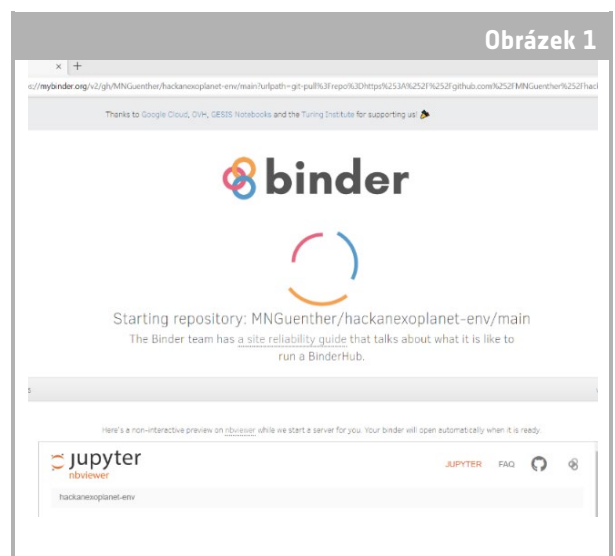 Obrázek 1
× +
s://mybinder.org/v2/gh/MNGuenther/hackanexoplanet-env/main?urlpath=git-pull%3Frepo%3Dhttps%253A%252F%252Fgithub.com%252FMNGuenther%252Fhack
Thanks to Google Cloud, OVH, GESIS Notebooks and the Turing Institute for supporting us!
binder
Starting repository: MNGuenther/hackanexoplanet-env/main
The Binder team has a site reliability guide that talks about what it is like to
run a BinderHub.
s
Here's a non-interactive preview on nbviewer while we start a server for you. Your binder will open automatically when it is ready.
jupyter
nbviewer
JUPYTER FAQ
hackanexoplanet-env